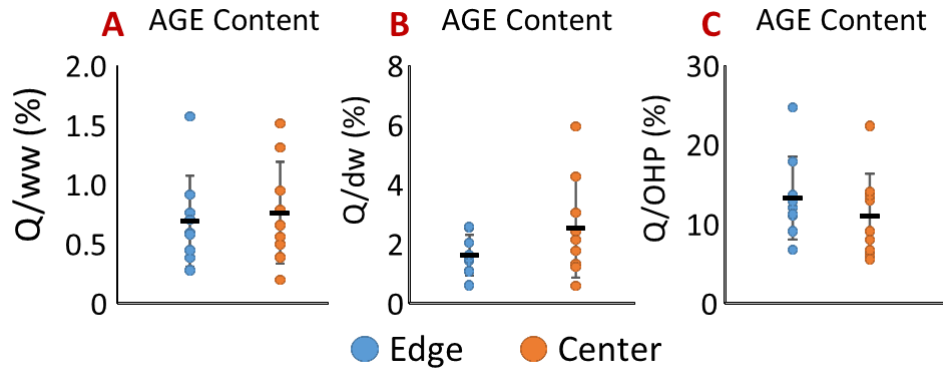 A AGE Content
Q/ww (%)
2.0
1.5
1.0
0.5
0
B AGE Content
Q/dw (%)
8
6
4
2
0
C AGE Content
Q/OHP (%)
30
20
10
0
Edge
Center